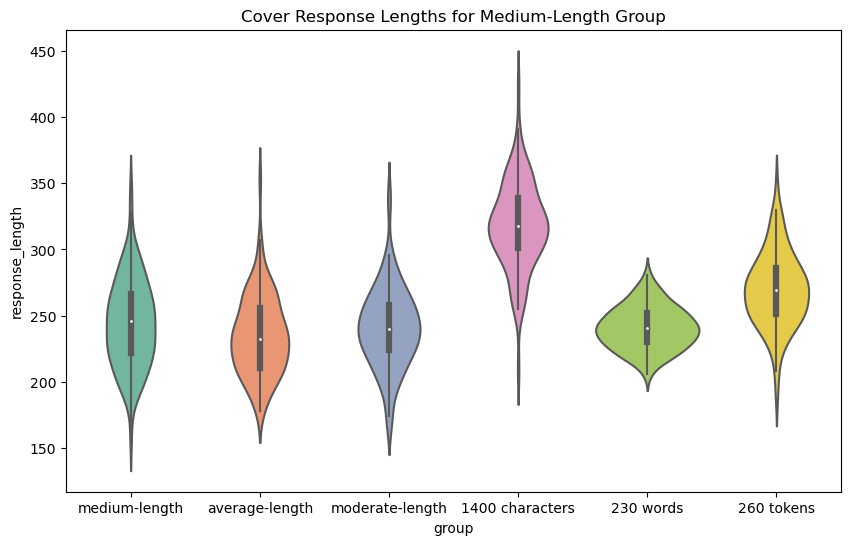 Cover Response Lengths for Medium-Length Group
450
400
350
300
250
200
150
response_length
medium-length average-length moderate-length 1400 characters 230 words 260 tokens
group